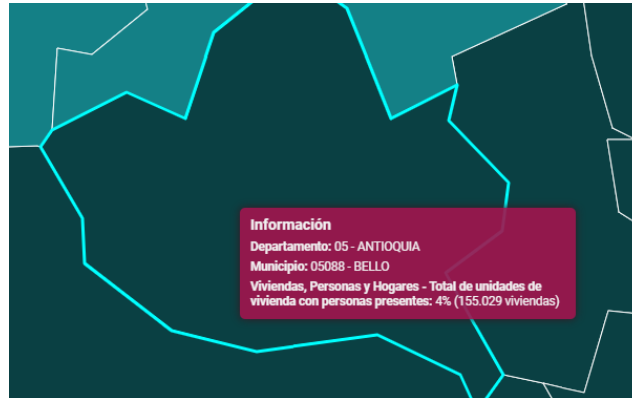 Información
Departamento: 05 - ANTIOQUIA
Municipio: 05088 - BELLO
Viviendas, Personas y Hogares - Total de unidades de
vivienda con personas presentes: 4% (155.029 viviendas)